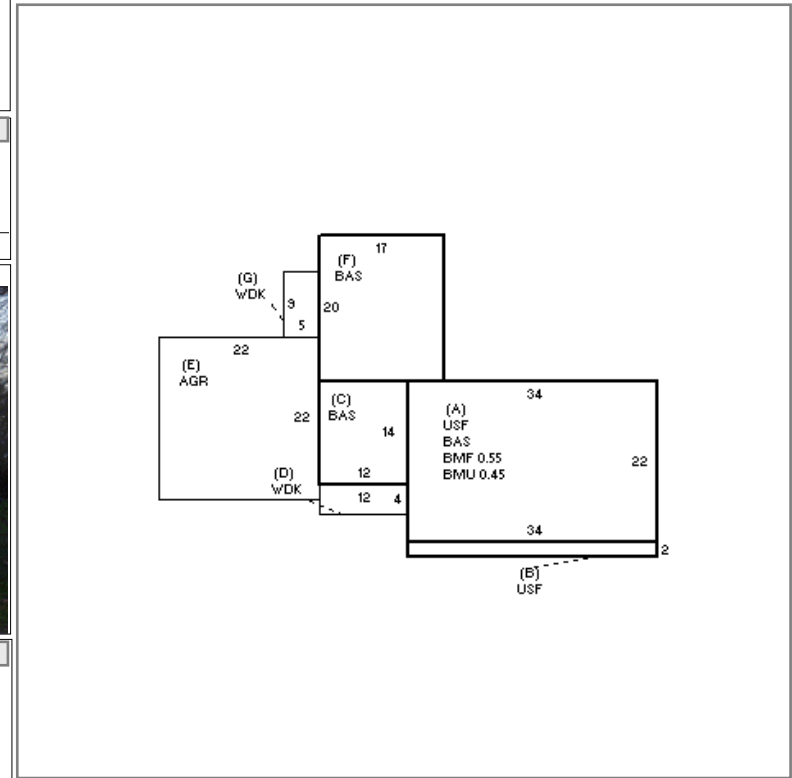 17
(F)
BAS
(G)
WDK
9
20
5
22
(E)
AGR
(C)
BAS
22
14
34
(A)
USF
BAS
BMF 0.55
BMU 0.45
22
12
(D)
WDK
12 4
34
2
(B)
USF